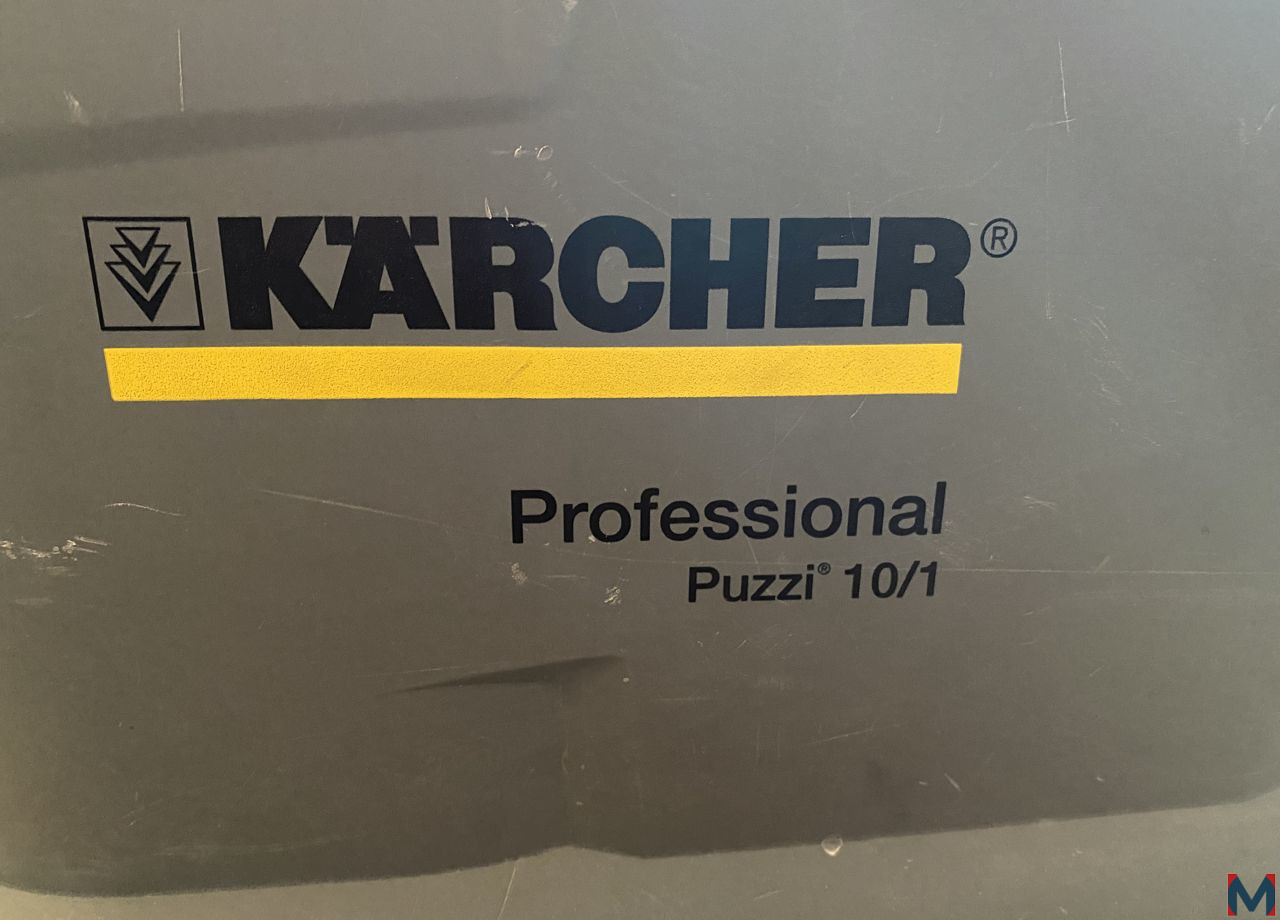 KÄRCHER®
Professional
Puzzi® 10/1
M